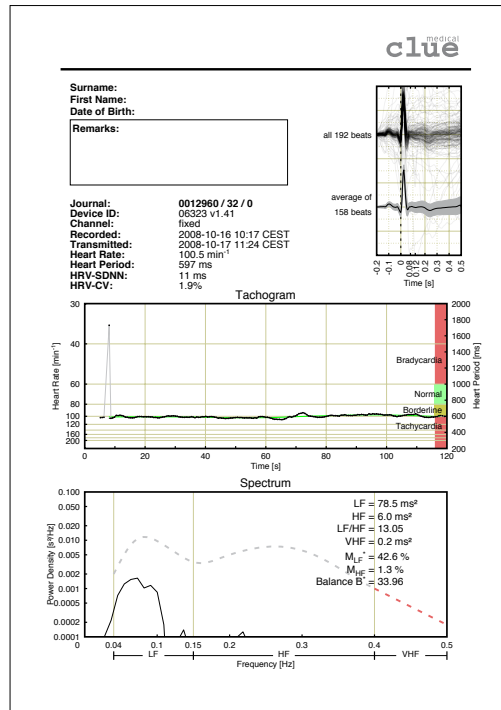 medical
clue
Surname:
First Name:
Date of Birth:
Remarks:
all 192 beats
average of
158 beats
-0.2 -0.1 0 0.08 0.12 0.2 0.3 0.4 0.5
Time [s]
Journal: 0012960 / 32 / 0
Device ID: 06323 v1.41
Channel: fixed
Recorded: 2008-10-16 10:17 CEST
Transmitted: 2008-10-17 11:24 CEST
Heart Rate: 100.5 min⁻¹
Heart Period: 597 ms
HRV-SDNN: 11 ms
HRV-CV: 1.9%
Tachogram
Heart Rate [min⁻¹]
30
40
60
80
100
120
160
200
Bradycardia
Normal
Borderline
Tachycardia
2000
1800
1600
1400
1200
1000
800
600
400
200
Heart Period [ms]
0 20 40 60 80 100 120
Time [s]
Spectrum
Power Density [s²/Hz]
0.100
0.050
0.020
0.010
0.005
0.002
0.001
0.0005
0.0002
0.0001
LF = 78.5 ms²
HF = 6.0 ms²
LF/HF = 13.05
VHF = 0.2 ms²
M_LF* = 42.6 %
M_HF* = 1.3 %
Balance B* = 33.96
0 0.04 0.1 0.15 0.2 0.3 0.4 0.5
LF HF VHF
Frequency [Hz]